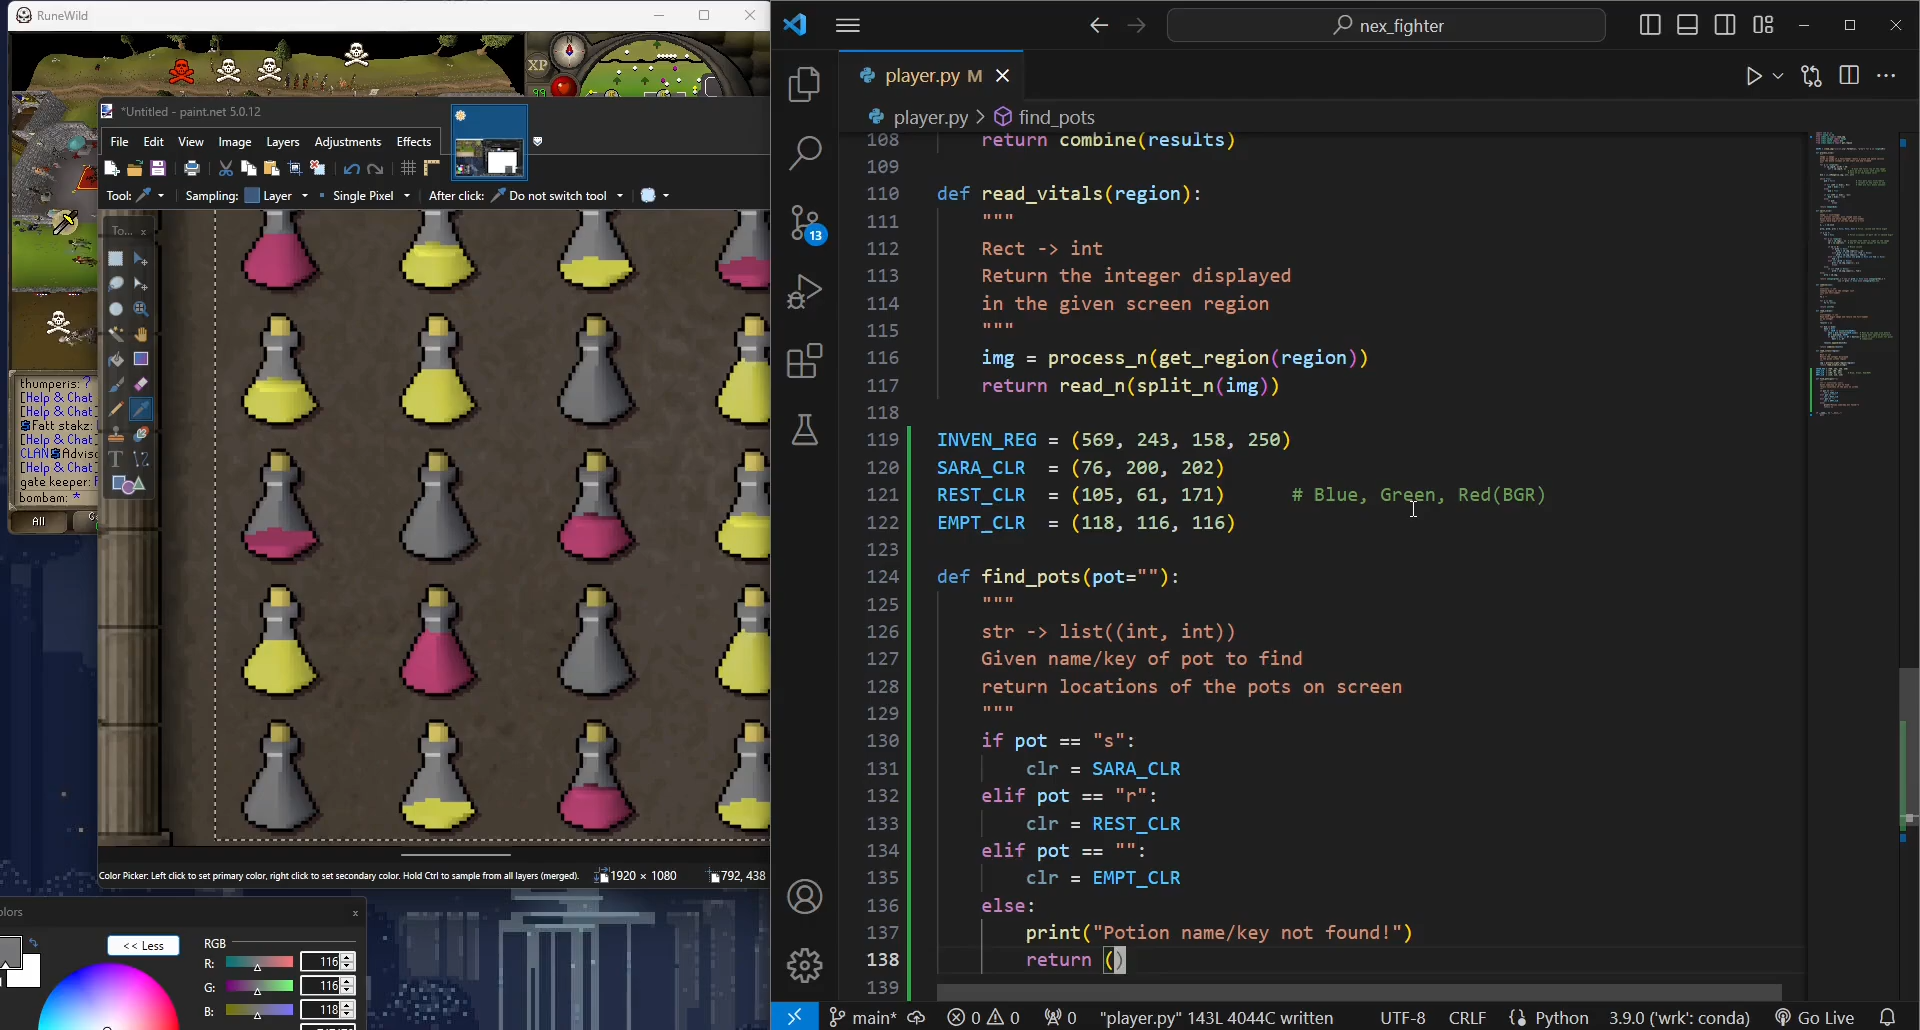 RuneWild
XP
99
*Untitled - paint.net 5.0.12
File Edit View Image Layers Adjustments Effects
Tool: Sampling: Layer Single Pixel After click: Do not switch tool
To...
thumperis: ?
[Help & Chat
[Help & Chat
Fatt stakz:
[Help & Chat
CLAN Adviso
[Help & Chat
gate keeper:
bombam: *
All
Color Picker: Left click to set primary color, right click to set secondary color. Hold Ctrl to sample from all layers (merged). 1920 × 1080 792, 438
olors
<< Less
RGB
R: 116
G: 116
B: 118
nex_fighter
player.py M
player.py > find_pots
13
108 return combine(results)
109
110 def read_vitals(region):
111 """
112 Rect -> int
113 Return the integer displayed
114 in the given screen region
115 """
116 img = process_n(get_region(region))
117 return read_n(split_n(img))
118
119 INVEN_REG = (569, 243, 158, 250)
120 SARA_CLR = (76, 200, 202)
121 REST_CLR = (105, 61, 171) # Blue, Green, Red(BGR)
122 EMPT_CLR = (118, 116, 116)
123
124 def find_pots(pot=""):
125 """
126 str -> list((int, int))
127 Given name/key of pot to find
128 return locations of the pots on screen
129 """
130 if pot == "s":
131 clr = SARA_CLR
132 elif pot == "r":
133 clr = REST_CLR
134 elif pot == "":
135 clr = EMPT_CLR
136 else:
137 print("Potion name/key not found!")
138 return ()
139
main* 0 0 0 "player.py" 143L 4044C written UTF-8 CRLF Python 3.9.0 ('wrk': conda) Go Live